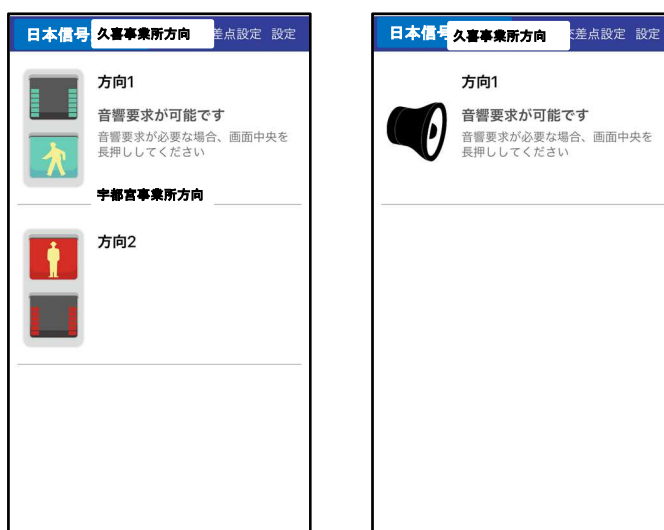 日本信号 久喜事業所方向 差点設定 設定
方向1
音響要求が可能です
音響要求が必要な場合、画面中央を
長押ししてください
宇都宮事業所方向
方向2
日本信号 久喜事業所方向 差点設定 設定
方向1
音響要求が可能です
音響要求が必要な場合、画面中央を
長押ししてください